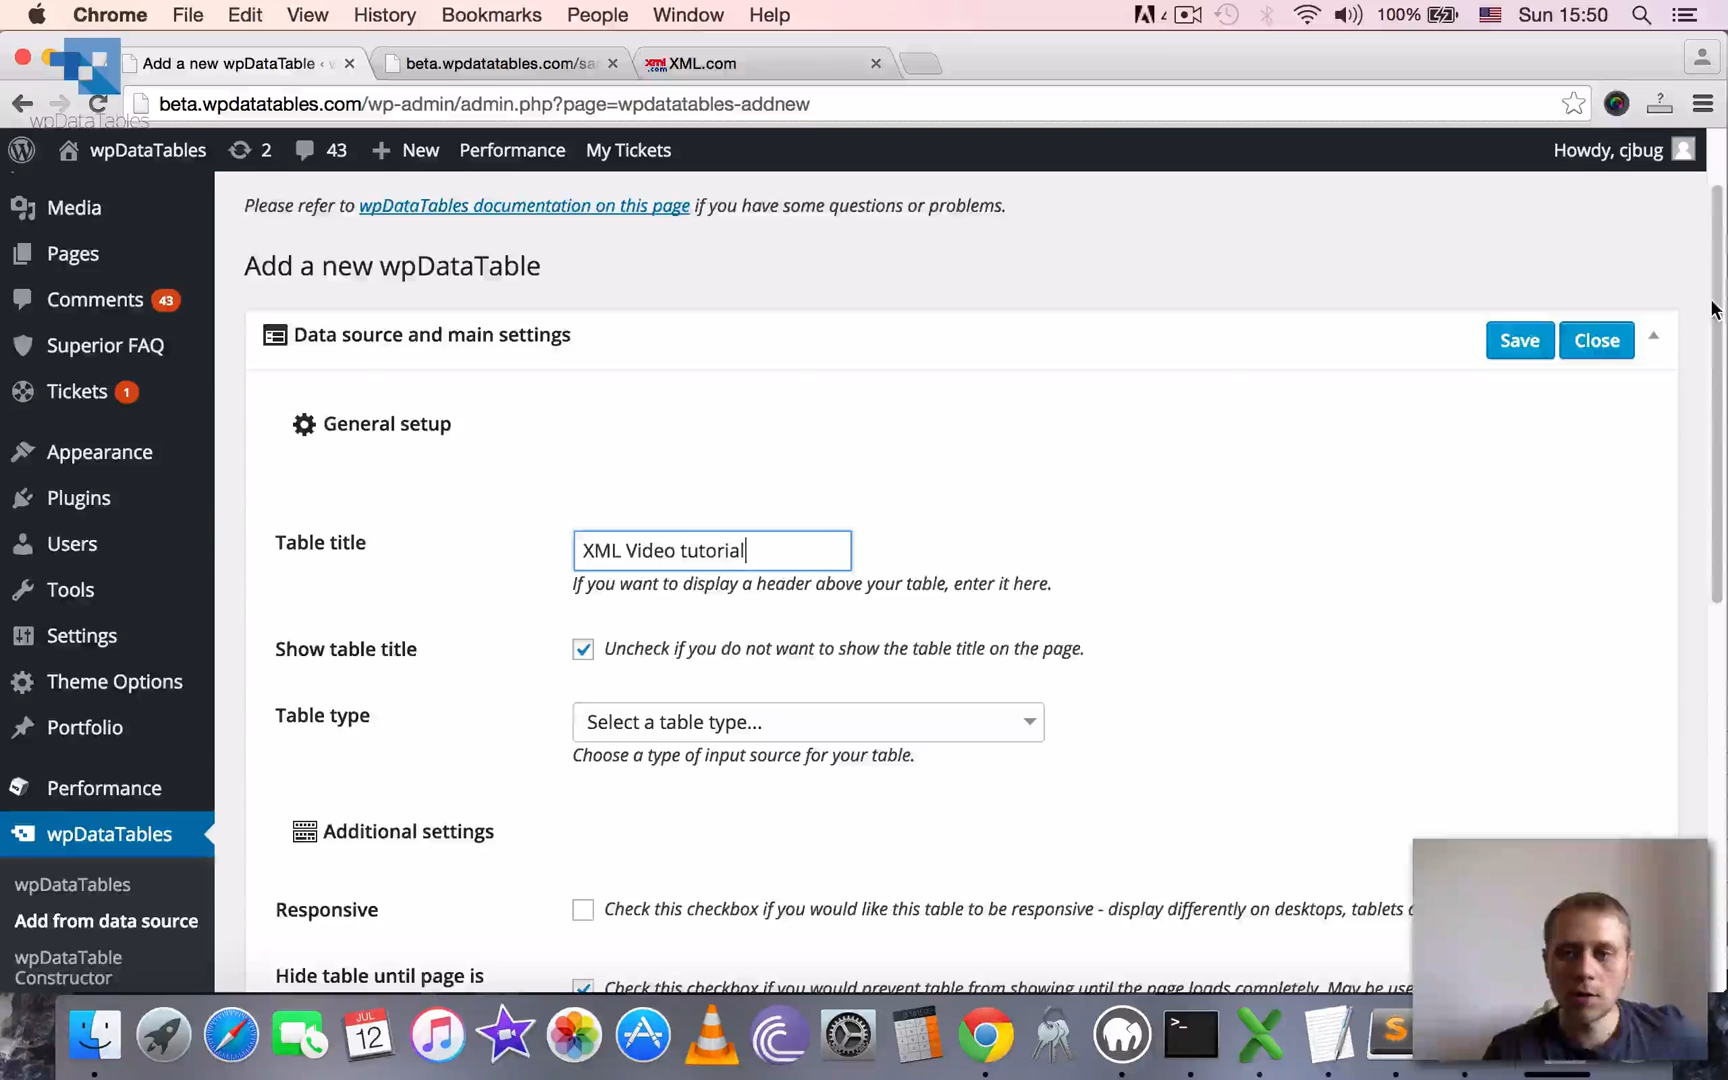 Chrome File Edit View History Bookmarks People Window Help 4 100% Sun 15:50
Add a new wpDataTable beta.wpdatatables.com/sa XML.com
beta.wpdatatables.com/wp-admin/admin.php?page=wpdatatables-addnew
wpDataTables
wpDataTables 2 43 New Performance My Tickets Howdy, cjbug
Media
Pages
Comments 43
Superior FAQ
Tickets 1
Appearance
Plugins
Users
Tools
Settings
Theme Options
Portfolio
Performance
wpDataTables
wpDataTables
Add from data source
wpDataTable
Constructor
Please refer to wpDataTables documentation on this page if you have some questions or problems.
Add a new wpDataTable
Data source and main settings Save Close
General setup
Table title XML Video tutorial
If you want to display a header above your table, enter it here.
Show table title Uncheck if you do not want to show the table title on the page.
Table type Select a table type...
Choose a type of input source for your table.
Additional settings
Responsive Check this checkbox if you would like this table to be responsive - display differently on desktops, tablets
Hide table until page is Check this checkbox if you would prevent table from showing until the page loads completely. May be use
JUL
12